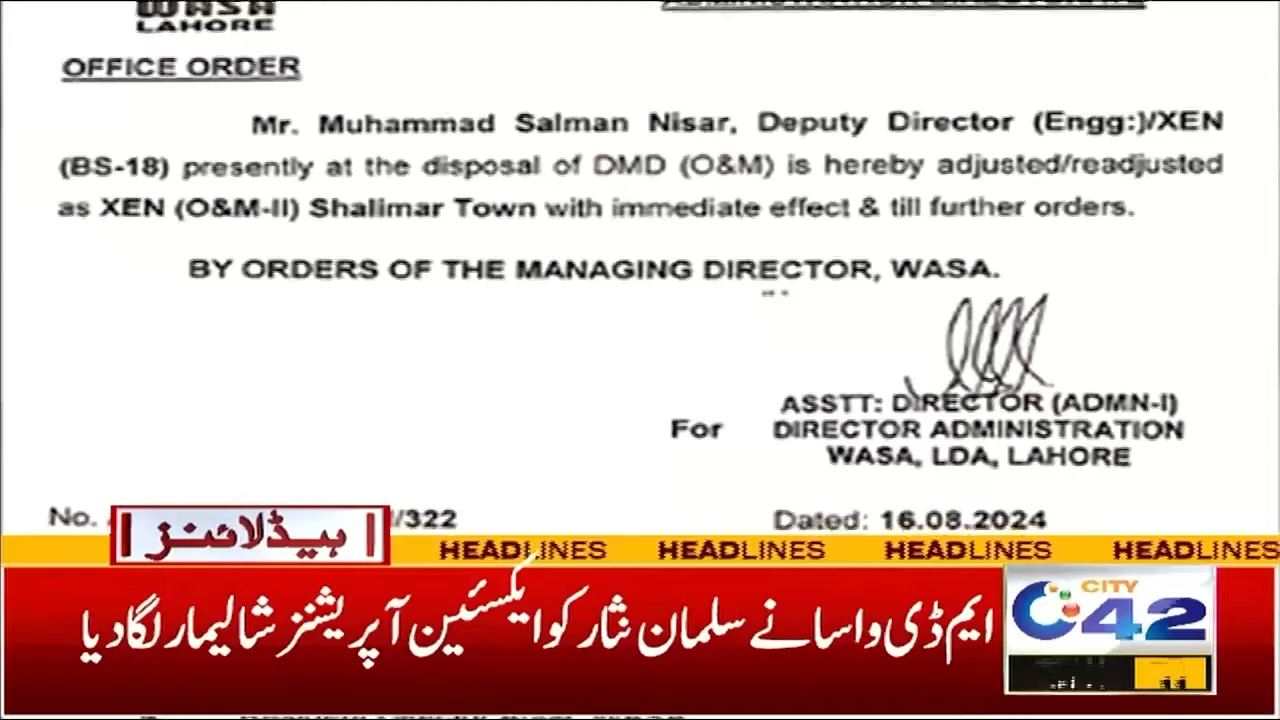 WASA
LAHORE
OFFICE ORDER
Mr. Muhammad Salman Nisar, Deputy Director (Engg:)/XEN
(BS-18) presently at the disposal of DMD (O&M) is hereby adjusted/readjusted
as XEN (O&M-II) Shalimar Town with immediate effect & till further orders.
BY ORDERS OF THE MANAGING DIRECTOR, WASA.
ASSTT: DIRECTOR (ADMN-I)
For DIRECTOR ADMINISTRATION
WASA, LDA, LAHORE
No. /322 Dated: 16.08.2024
ہیڈلائنز
HEADLINES HEADLINES HEADLINES HEADLINES
ایم ڈی واسا نے سلمان نثار کو ایکسئین آپریشنز شالیمار لگا دیا
CITY
42